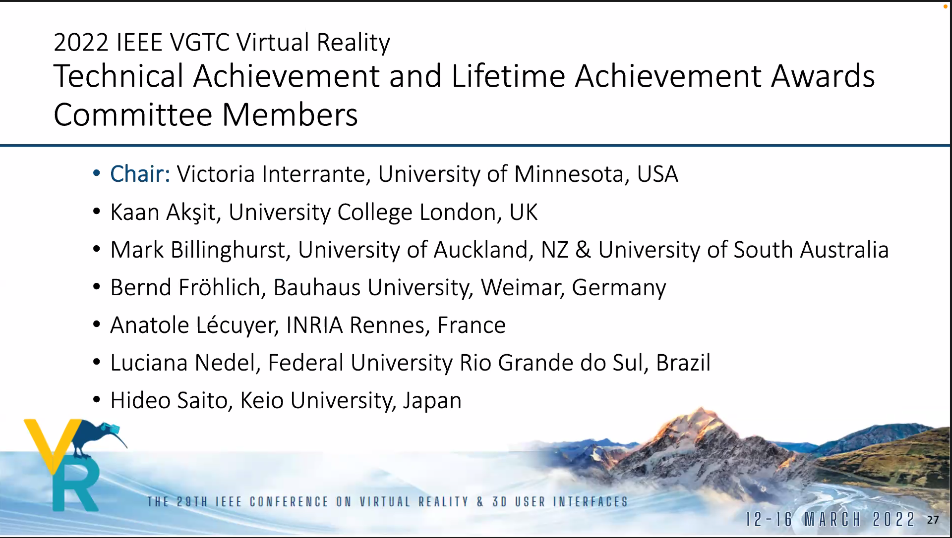 2022 IEEE VGTC Virtual Reality
Technical Achievement and Lifetime Achievement Awards
Committee Members
• Chair: Victoria Interrante, University of Minnesota, USA
• Kaan Akşit, University College London, UK
• Mark Billinghurst, University of Auckland, NZ & University of South Australia
• Bernd Fröhlich, Bauhaus University, Weimar, Germany
• Anatole Lécuyer, INRIA Rennes, France
• Luciana Nedel, Federal University Rio Grande do Sul, Brazil
• Hideo Saito, Keio University, Japan
VR
THE 29TH IEEE CONFERENCE ON VIRTUAL REALITY & 3D USER INTERFACES
12-16 MARCH 2022
27